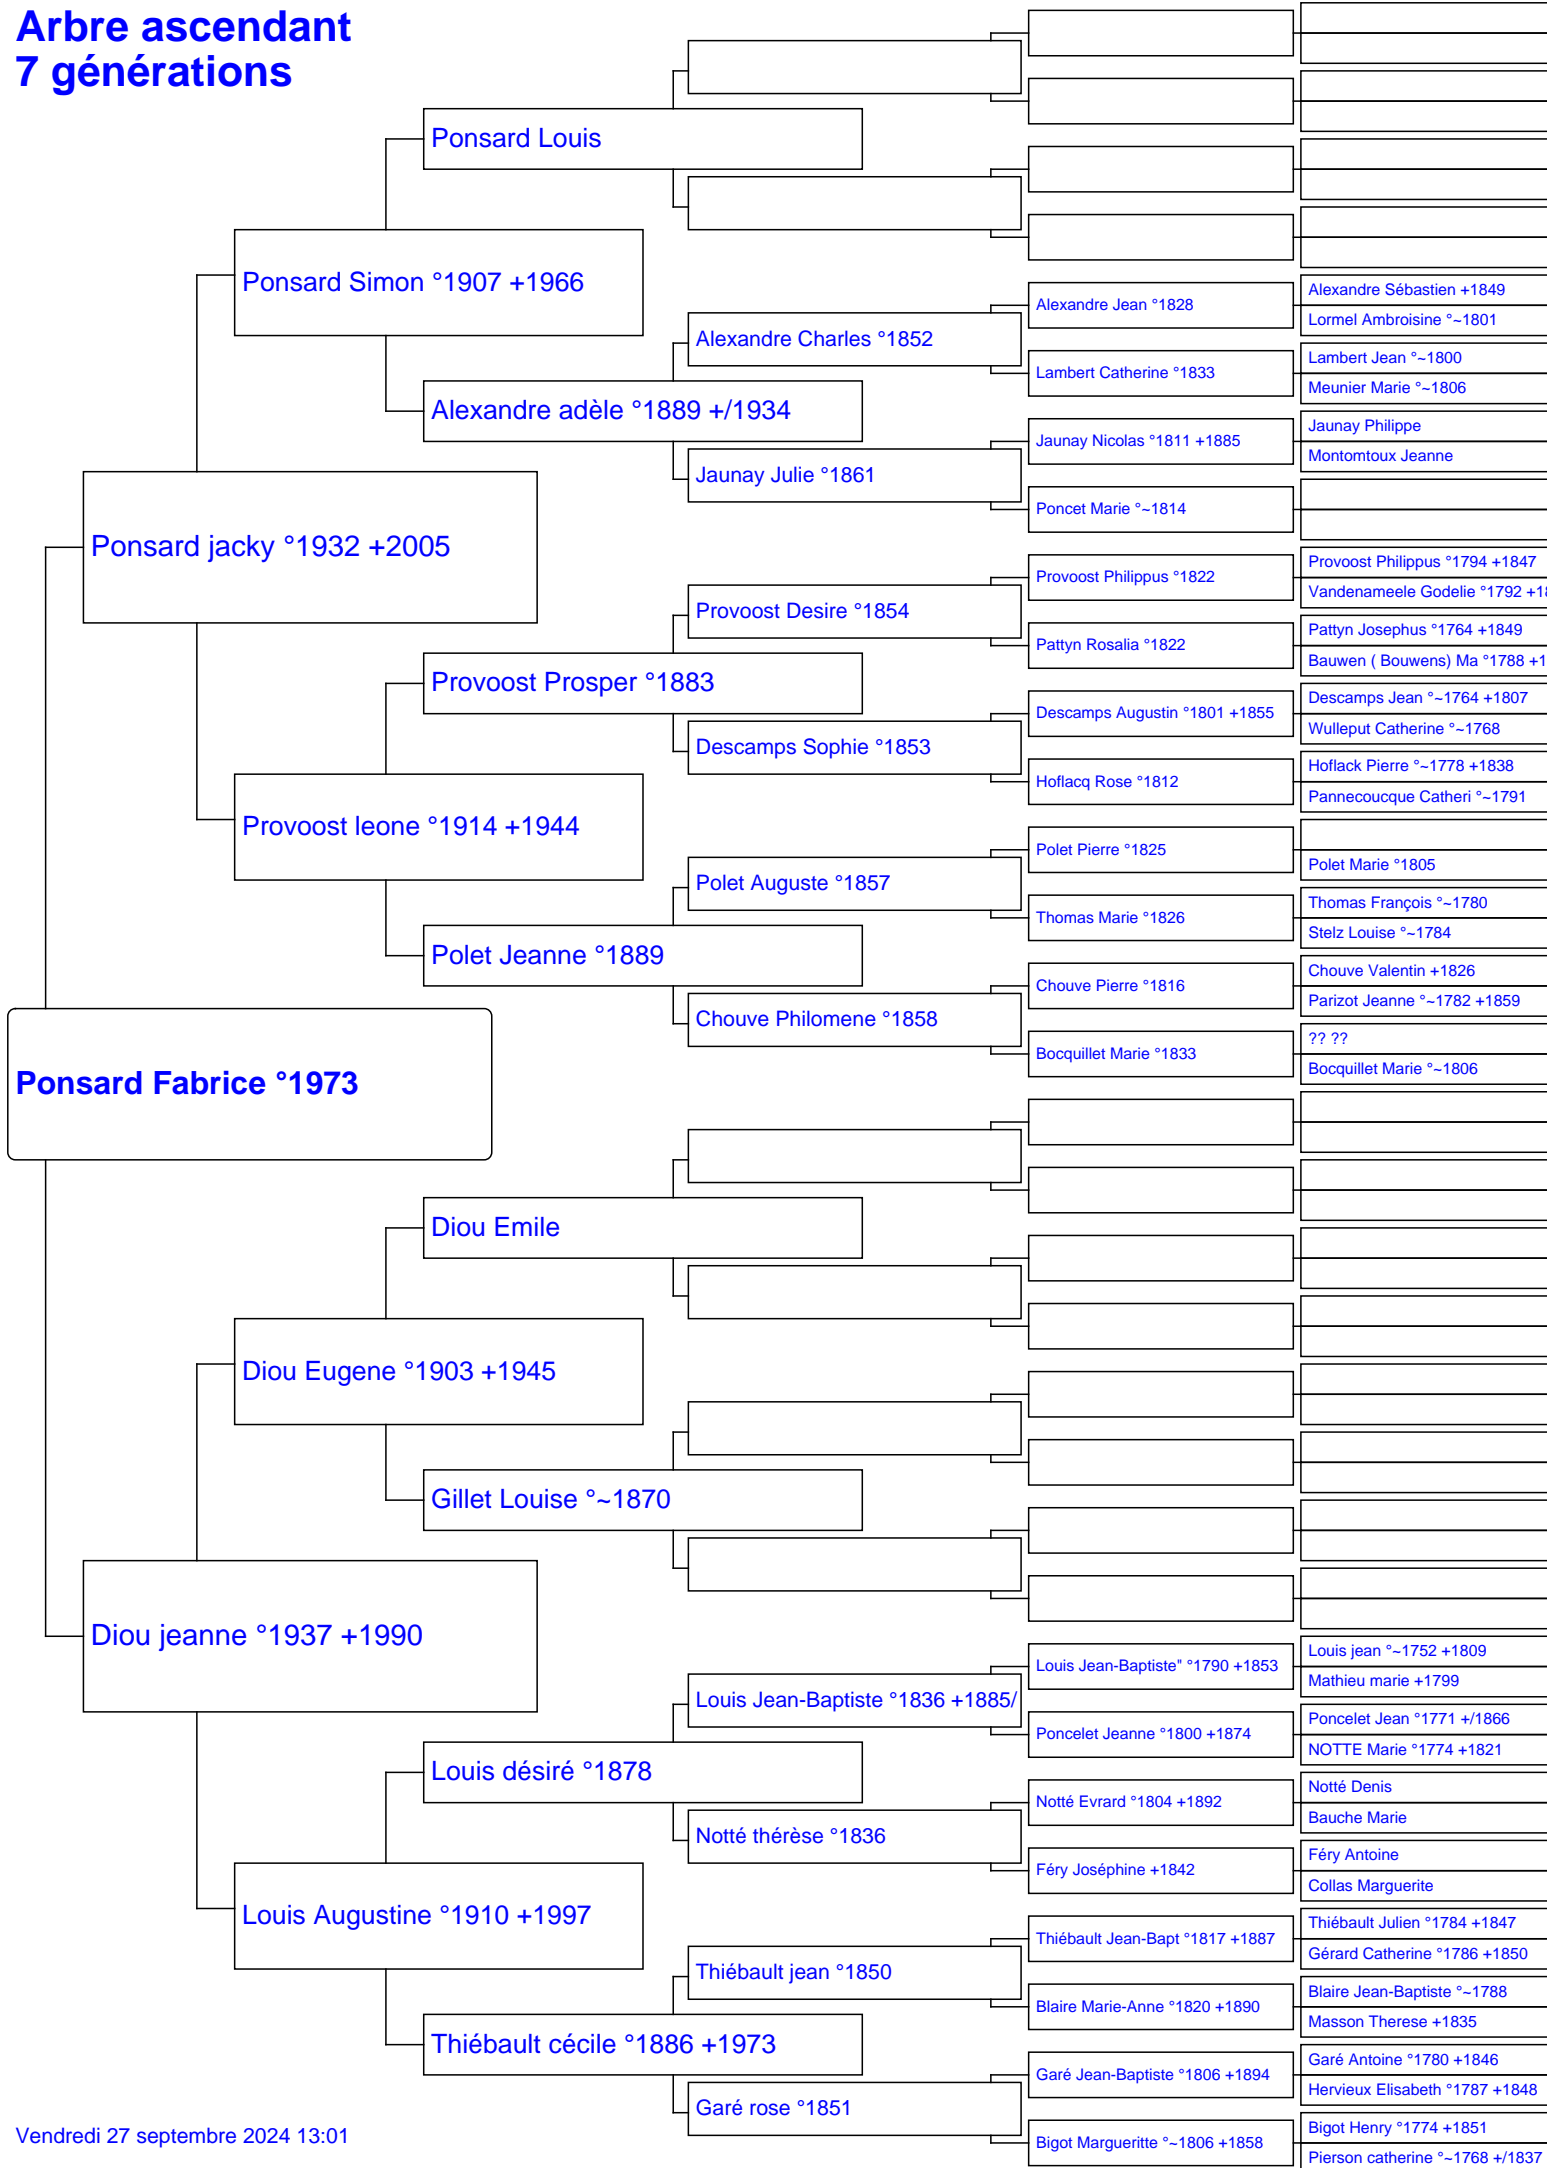 Arbre ascendant
7 générations
Ponsard Louis
Ponsard Simon °1907 +1966
Alexandre Sébastien +1849
Alexandre Jean °1828
Lormel Ambroisine °~1801
Alexandre Charles °1852
Lambert Jean °~1800
Lambert Catherine °1833
Meunier Marie °~1806
Alexandre adèle °1889 +/1934
Jaunay Philippe
Jaunay Nicolas °1811 +1885
Montomtoux Jeanne
Jaunay Julie °1861
Poncet Marie °~1814
Ponsard jacky °1932 +2005
Provoost Philippus °1794 +1847
Provoost Philippus °1822
Vandenameele Godelie °1792 +18
Provoost Desire °1854
Pattyn Josephus °1764 +1849
Pattyn Rosalia °1822
Bauwen ( Bouwens) Ma °1788 +1
Provoost Prosper °1883
Descamps Jean °~1764 +1807
Descamps Augustin °1801 +1855
Wulleput Catherine °~1768
Descamps Sophie °1853
Hoflack Pierre °~1778 +1838
Hoflacq Rose °1812
Pannecoucque Catheri °~1791
Provoost leone °1914 +1944
Polet Pierre °1825
Polet Marie °1805
Polet Auguste °1857
Thomas François °~1780
Thomas Marie °1826
Stelz Louise °~1784
Polet Jeanne °1889
Chouve Valentin +1826
Chouve Pierre °1816
Parizot Jeanne °~1782 +1859
Chouve Philomene °1858
?? ??
Bocquillet Marie °1833
Bocquillet Marie °~1806
Ponsard Fabrice °1973
Diou Emile
Diou Eugene °1903 +1945
Gillet Louise °~1870
Diou jeanne °1937 +1990
Louis jean °~1752 +1809
Louis Jean-Baptiste" °1790 +1853
Mathieu marie +1799
Louis Jean-Baptiste °1836 +1885/
Poncelet Jean °1771 +/1866
Poncelet Jeanne °1800 +1874
NOTTE Marie °1774 +1821
Louis désiré °1878
Notté Denis
Notté Evrard °1804 +1892
Bauche Marie
Notté thérèse °1836
Féry Antoine
Féry Joséphine +1842
Collas Marguerite
Louis Augustine °1910 +1997
Thiébault Julien °1784 +1847
Thiébault Jean-Bapt °1817 +1887
Gérard Catherine °1786 +1850
Thiébault jean °1850
Blaire Jean-Baptiste °~1788
Blaire Marie-Anne °1820 +1890
Masson Therese +1835
Thiébault cécile °1886 +1973
Garé Antoine °1780 +1846
Garé Jean-Baptiste °1806 +1894
Hervieux Elisabeth °1787 +1848
Garé rose °1851
Bigot Henry °1774 +1851
Bigot Margueritte °~1806 +1858
Pierson catherine °~1768 +/1837
Vendredi 27 septembre 2024 13:01